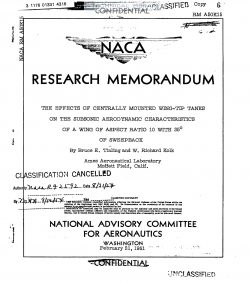 3 1176 01331 4316
UNCLASSIFIED
Copy 6
RM A50K15
CONFIDENTIAL
NACA RM A50K15
NACA
RESEARCH MEMORANDUM
THE EFFECTS OF CENTRALLY MOUNTED WING-TIP TANKS
ON THE SUBSONIC AERODYNAMIC CHARACTERISTICS
OF A WING OF ASPECT RATIO 10 WITH 35°
OF SWEEPBACK
By Bruce E. Tinling and W. Richard Kolk
Ames Aeronautical Laboratory
Moffett Field, Calif.
CLASSIFICATION CANCELLED
NATIONAL ADVISORY COMMITTEE
FOR AERONAUTICS
WASHINGTON
February 21, 1951
CONFIDENTIAL
UNCLASSIFIED